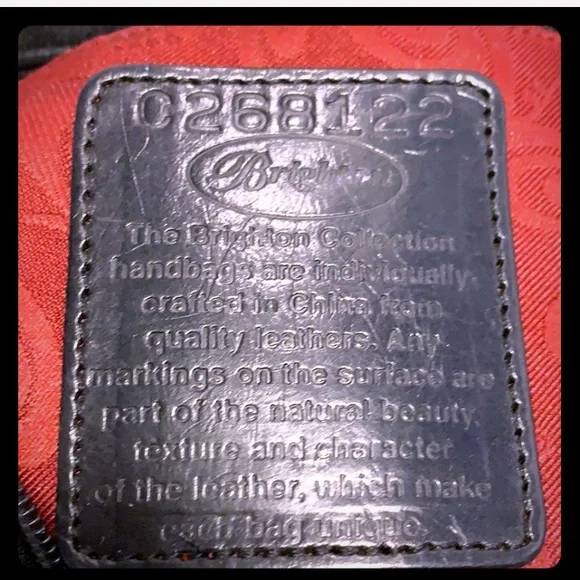 C268122
Brighton
The Brighton Collection
handbags are individually
crafted in China from
quality leathers. Any
markings on the surface are
part of the natural beauty,
texture and character
of the leather, which make
each bag unique.